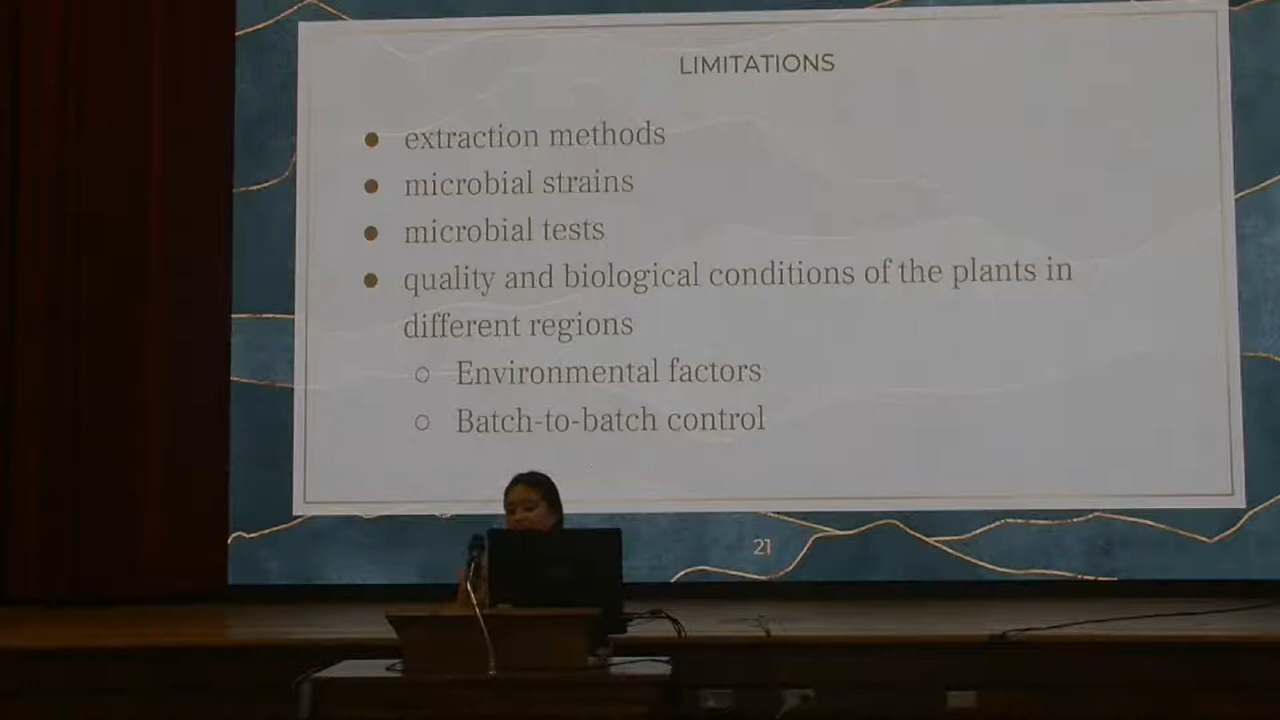 LIMITATIONS
● extraction methods
● microbial strains
● microbial tests
● quality and biological conditions of the plants in
different regions
○ Environmental factors
○ Batch-to-batch control
21